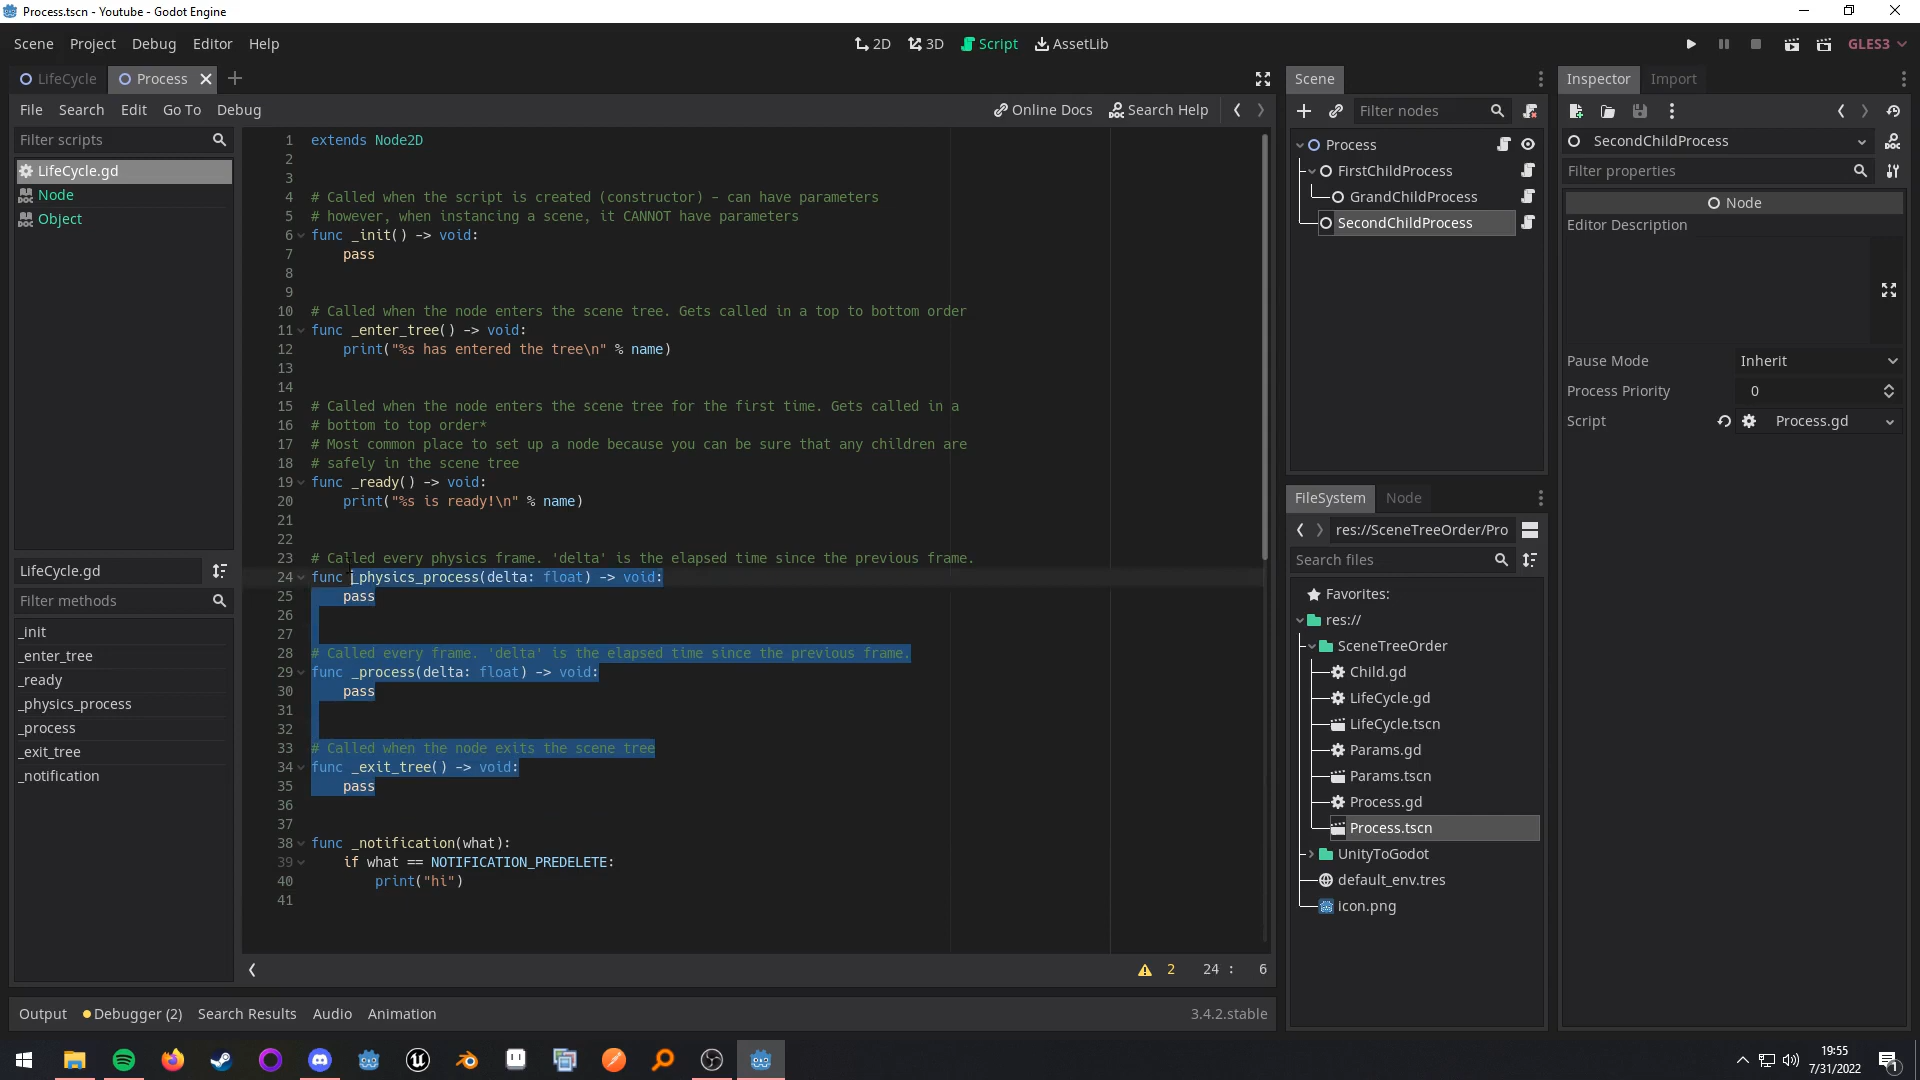 Process.tscn - Youtube - Godot Engine
Scene Project Debug Editor Help
2D 3D Script AssetLib
GLES3
LifeCycle Process
File Search Edit Go To Debug
Online Docs Search Help
Filter scripts
LifeCycle.gd
Node
Object
LifeCycle.gd
Filter methods
_init
_enter_tree
_ready
_physics_process
_process
_exit_tree
_notification
1 extends Node2D
2
3
4 # Called when the script is created (constructor) - can have parameters
5 # however, when instancing a scene, it CANNOT have parameters
6 func _init() -> void:
7 pass
8
9
10 # Called when the node enters the scene tree. Gets called in a top to bottom order
11 func _enter_tree() -> void:
12 print("%s has entered the tree\n" % name)
13
14
15 # Called when the node enters the scene tree for the first time. Gets called in a
16 # bottom to top order*
17 # Most common place to set up a node because you can be sure that any children are
18 # safely in the scene tree
19 func _ready() -> void:
20 print("%s is ready!\n" % name)
21
22
23 # Called every physics frame. 'delta' is the elapsed time since the previous frame.
24 func _physics_process(delta: float) -> void:
25 pass
26
27
28 # Called every frame. 'delta' is the elapsed time since the previous frame.
29 func _process(delta: float) -> void:
30 pass
31
32
33 # Called when the node exits the scene tree
34 func _exit_tree() -> void:
35 pass
36
37
38 func _notification(what):
39 if what == NOTIFICATION_PREDELETE:
40 print("hi")
41
2 24 : 6
Output Debugger (2) Search Results Audio Animation
3.4.2.stable
Scene
Filter nodes
Process
FirstChildProcess
GrandChildProcess
SecondChildProcess
FileSystem Node
res://SceneTreeOrder/Pro
Search files
Favorites:
res://
SceneTreeOrder
Child.gd
LifeCycle.gd
LifeCycle.tscn
Params.gd
Params.tscn
Process.gd
Process.tscn
UnityToGodot
default_env.tres
icon.png
Inspector Import
SecondChildProcess
Filter properties
Node
Editor Description
Pause Mode Inherit
Process Priority 0
Script Process.gd
19:55
7/31/2022
1